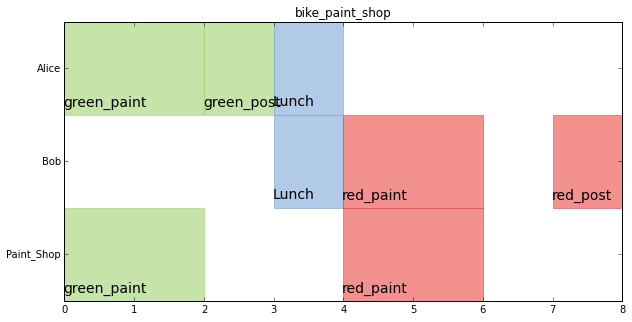 bike_paint_shop
Alice
green_paint
green_post
Lunch
Bob
Lunch
red_paint
red_post
Paint_Shop
green_paint
red_paint
0 1 2 3 4 5 6 7 8